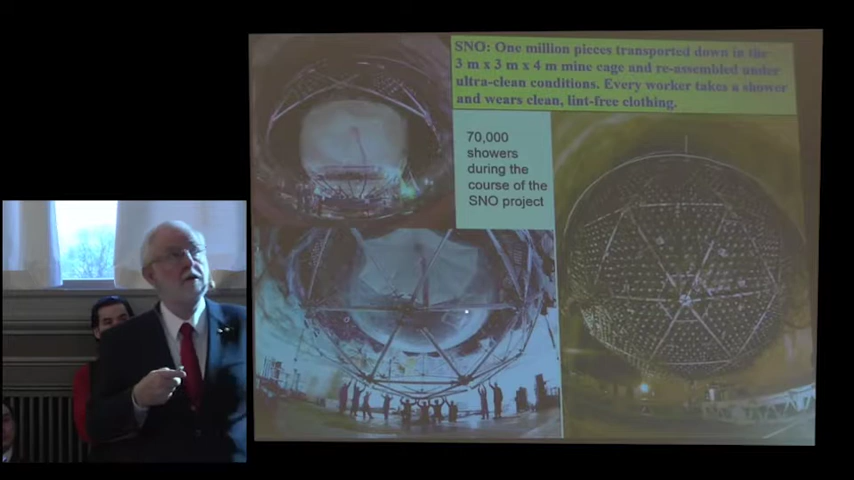 SNO: One million pieces transported down in the
3 m x 3 m x 4 m mine cage and re-assembled under
ultra-clean conditions. Every worker takes a shower
and wears clean, lint-free clothing.
70,000
showers
during the
course of the
SNO project